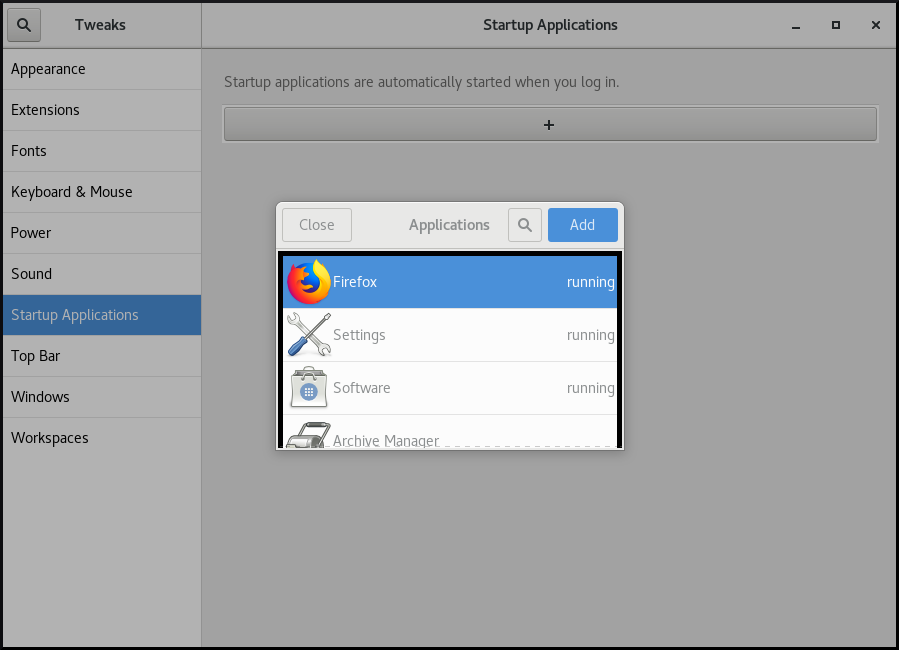 Tweaks
Startup Applications
Appearance
Extensions
Fonts
Keyboard & Mouse
Power
Sound
Startup Applications
Top Bar
Windows
Workspaces
Startup applications are automatically started when you log in.
+
Close
Applications
Add
Firefox running
Settings running
Software running
Archive Manager